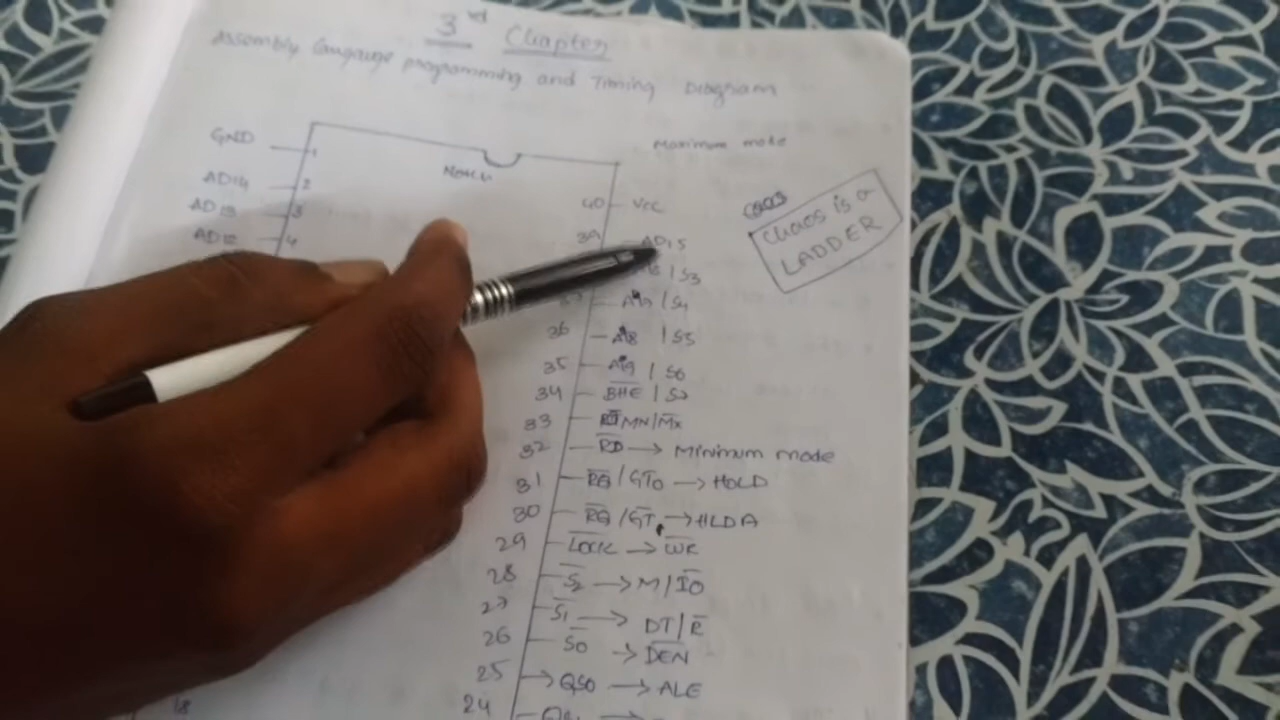 3rd Chapter
Assembly Language programming and Timing Diagram
Maximum mode
GND 1
AD14 2
AD13 3
AD12 4
40 VCC
39 AD15
/S3
/S4
36 A18 /S5
35 A19 /S6
34 BHE /S7
33 MN/MX
32 RD → Minimum mode
31 RQ/GT0 → HOLD
30 RQ/GT1 → HLDA
29 LOCK → WR
28 S2 → M/IO
27 S1 → DT/R
26 S0 → DEN
25 → QS0 → ALE
24
18
CHAOS IS A
LADDER